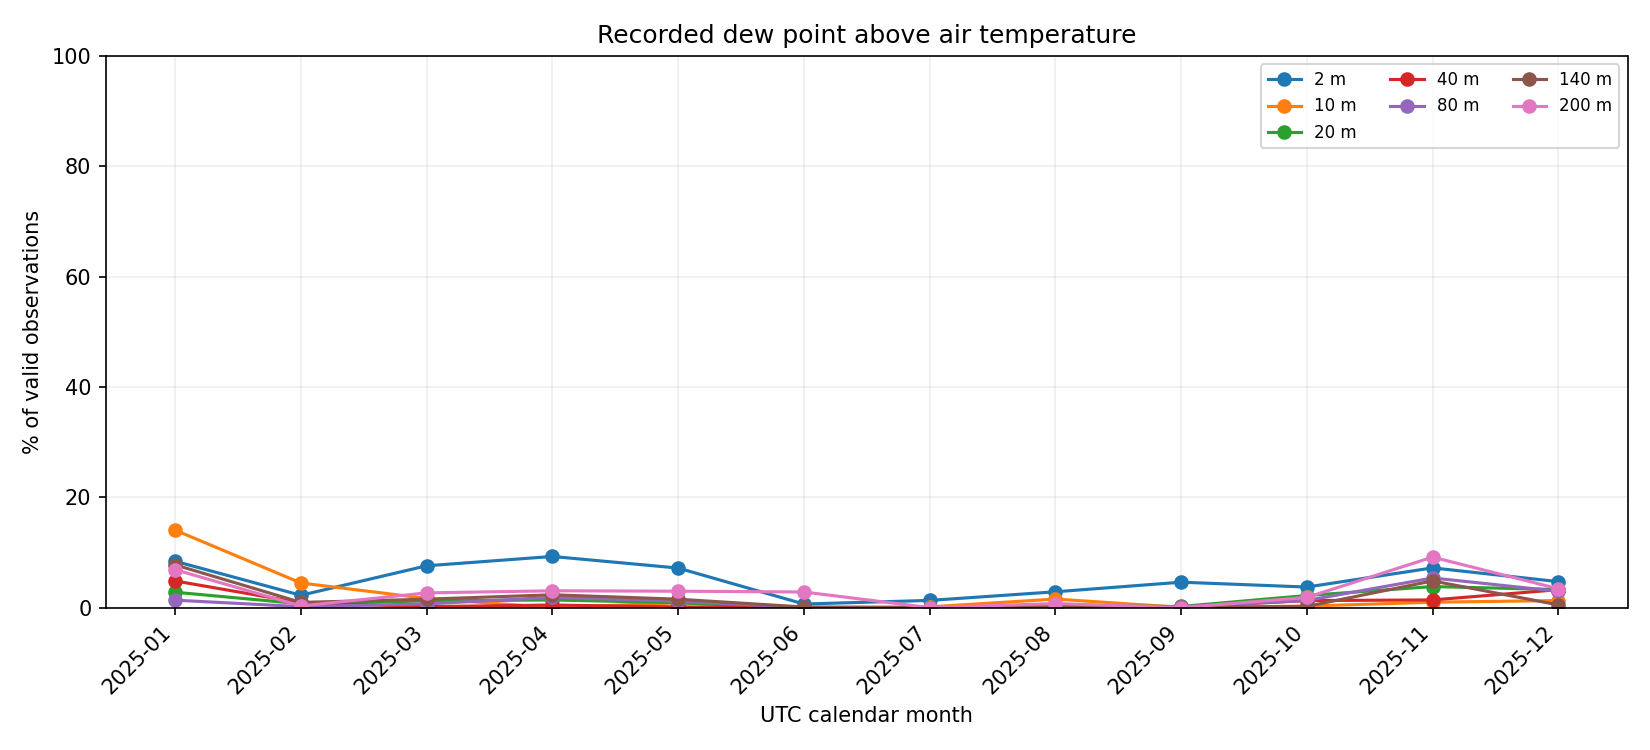 Recorded dew point above air temperature
100
80
60
40
20
0
% of valid observations
2 m
10 m
20 m
40 m
80 m
140 m
200 m
2025-01
2025-02
2025-03
2025-04
2025-05
2025-06
2025-07
2025-08
2025-09
2025-10
2025-11
2025-12
UTC calendar month